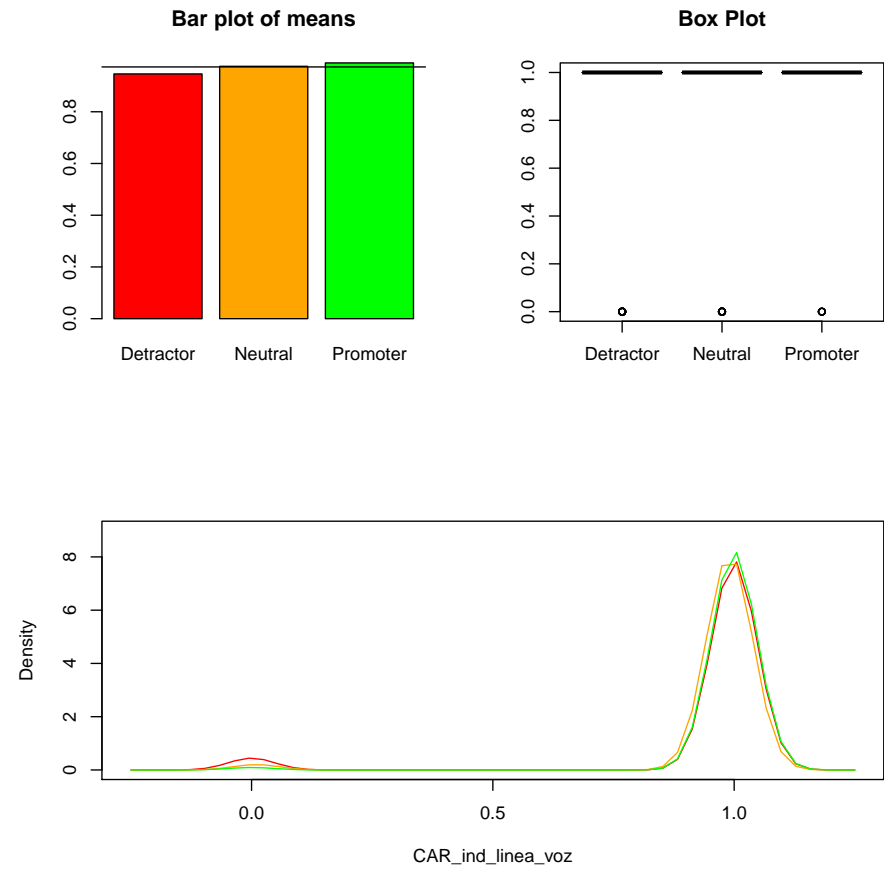 Bar plot of means
0.0 0.2 0.4 0.6 0.8
Detractor Neutral Promoter
Box Plot
0.0 0.2 0.4 0.6 0.8 1.0
Detractor Neutral Promoter
Density
0 2 4 6 8
0.0 0.5 1.0
CAR_ind_linea_voz